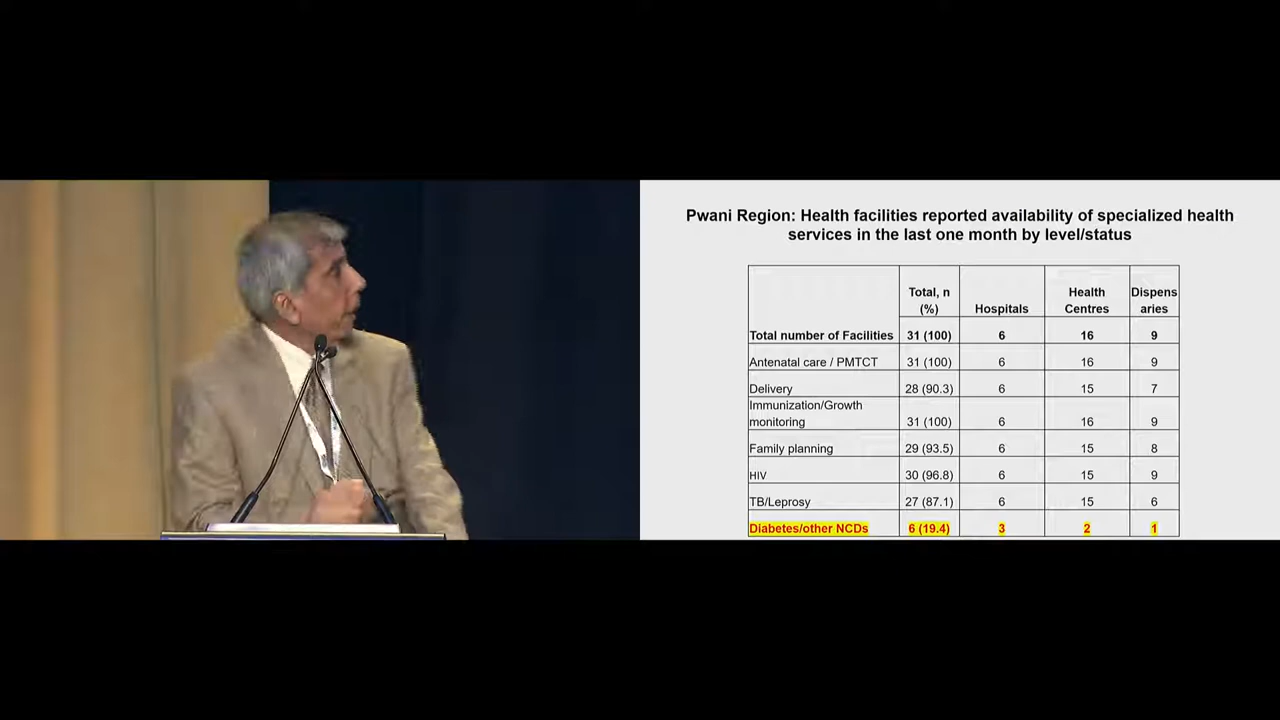 Pwani Region: Health facilities reported availability of specialized health
services in the last one month by level/status
Total, n
(%)
Hospitals
Health
Centres
Dispens
aries
Total number of Facilities 31 (100) 6 16 9
Antenatal care / PMTCT 31 (100) 6 16 9
Delivery 28 (90.3) 6 15 7
Immunization/Growth
monitoring 31 (100) 6 16 9
Family planning 29 (93.5) 6 15 8
HIV 30 (96.8) 6 15 9
TB/Leprosy 27 (87.1) 6 15 6
Diabetes/other NCDs 6 (19.4) 3 2 1